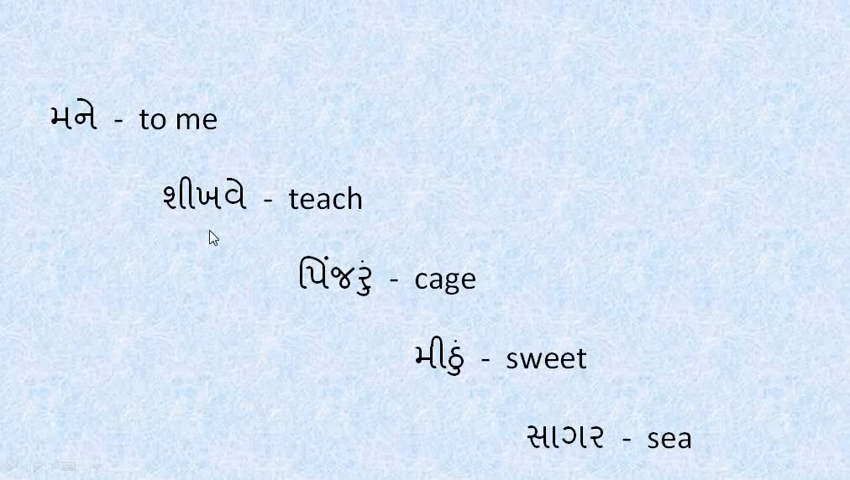 મને - to me
શીખવે - teach
પિંજરું - cage
મીઠું - sweet
સાગર - sea